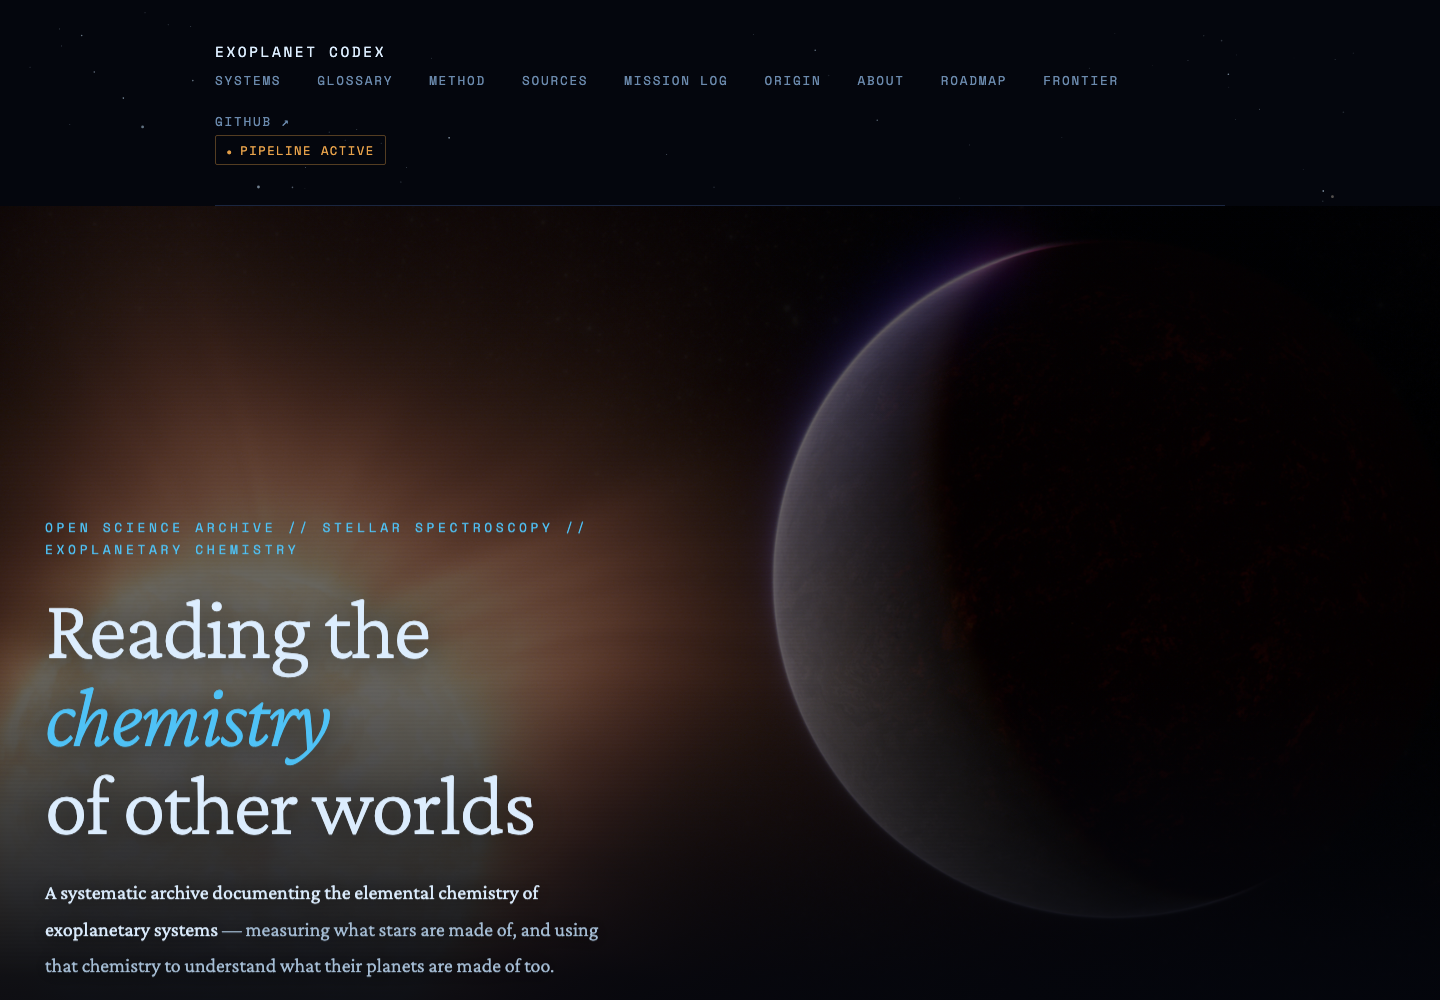 EXOPLANET CODEX
SYSTEMS GLOSSARY METHOD SOURCES MISSION LOG ORIGIN ABOUT ROADMAP FRONTIER
GITHUB ↗
• PIPELINE ACTIVE
OPEN SCIENCE ARCHIVE // STELLAR SPECTROSCOPY //
EXOPLANETARY CHEMISTRY
Reading the
chemistry
of other worlds
A systematic archive documenting the elemental chemistry of
exoplanetary systems — measuring what stars are made of, and using
that chemistry to understand what their planets are made of too.